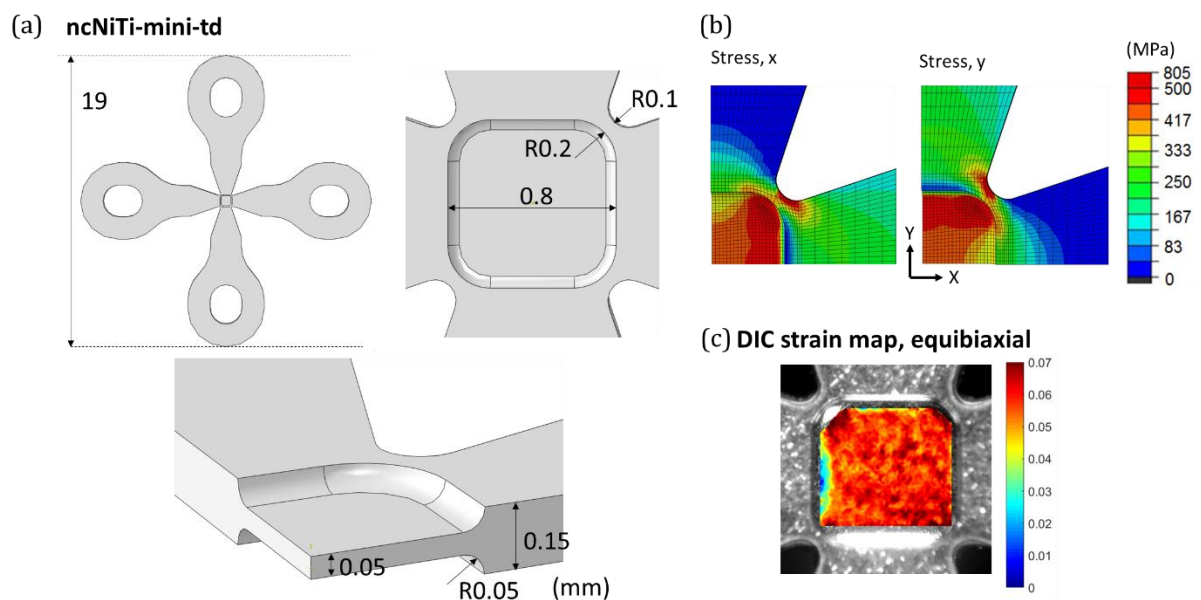 (a) ncNiTi-mini-td
19
R0.1
R0.2
0.8
0.05
0.15
R0.05
(mm)
(b)
Stress, x
Stress, y
(MPa)
805
500
417
333
250
167
83
0
Y
X
(c) DIC strain map, equibiaxial
0.07
0.06
0.05
0.04
0.03
0.02
0.01
0